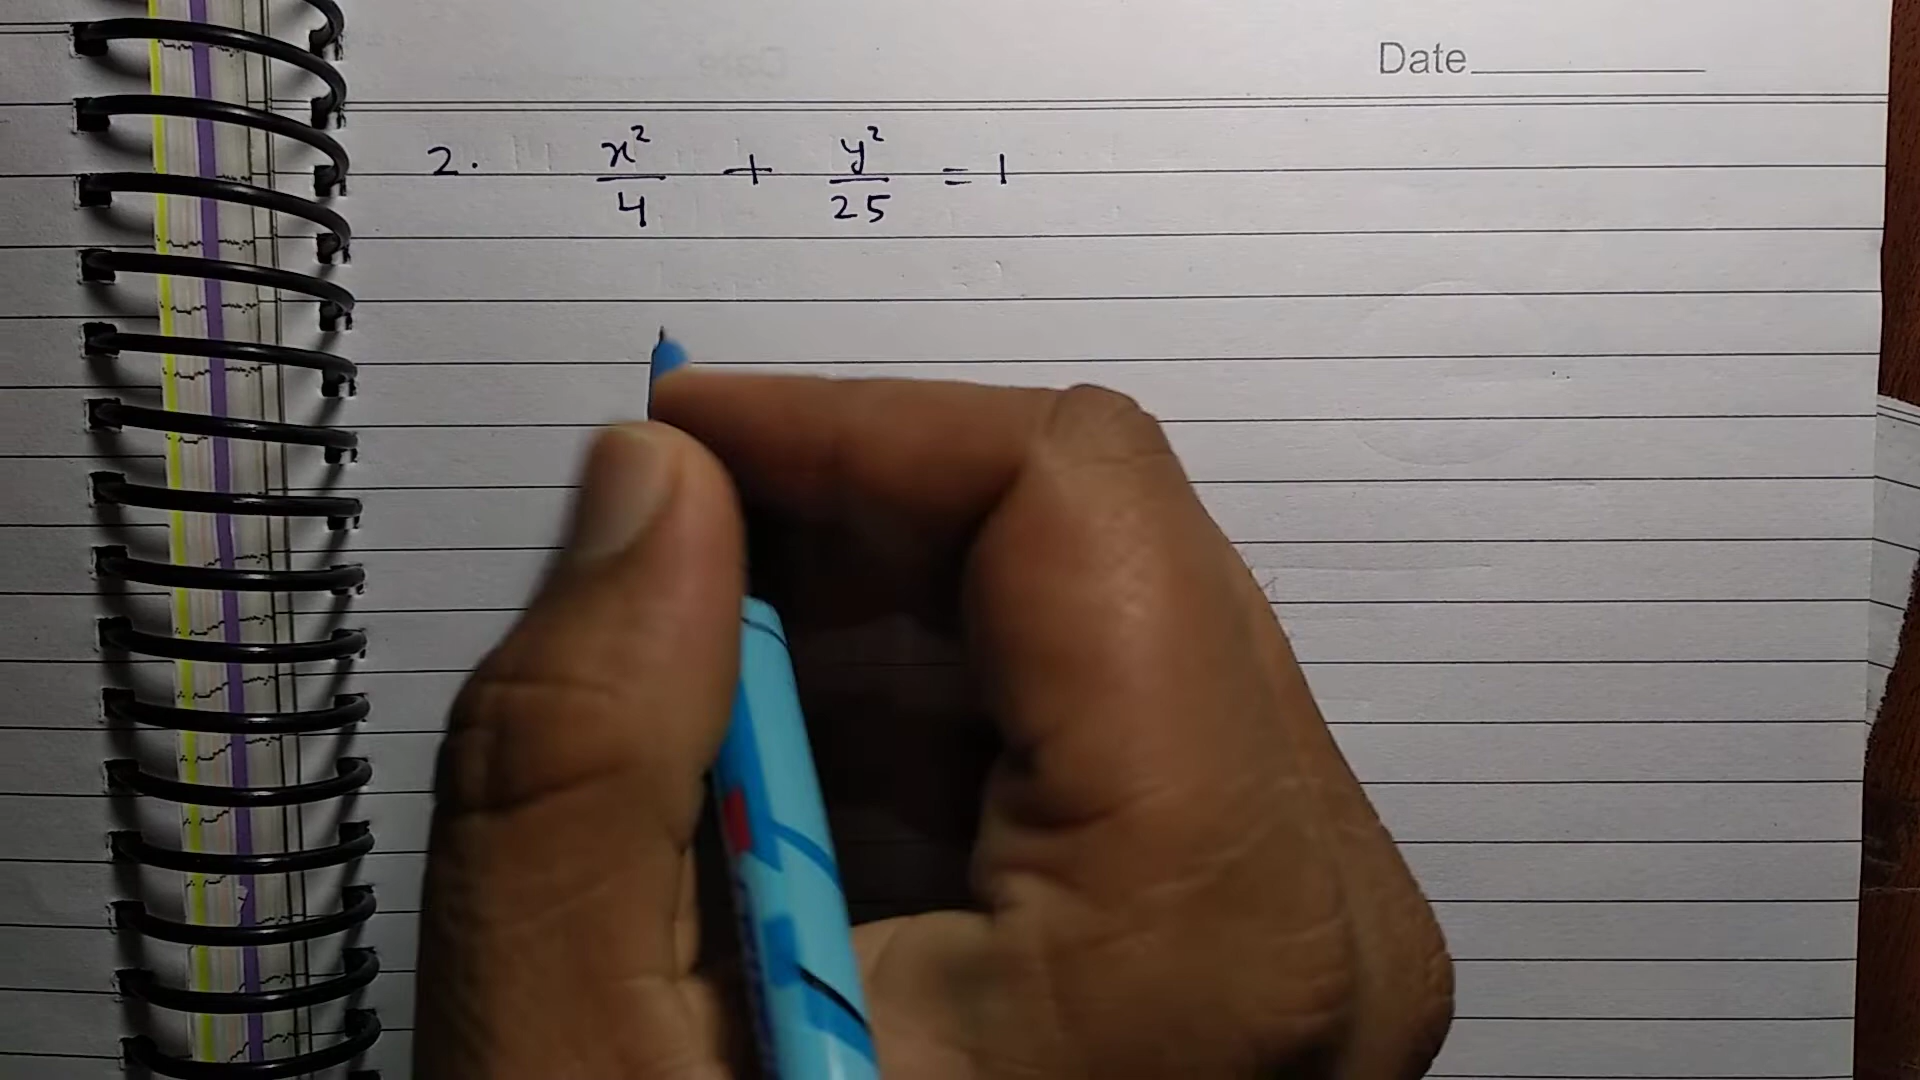 Date
2. x²/4 + y²/25 = 1